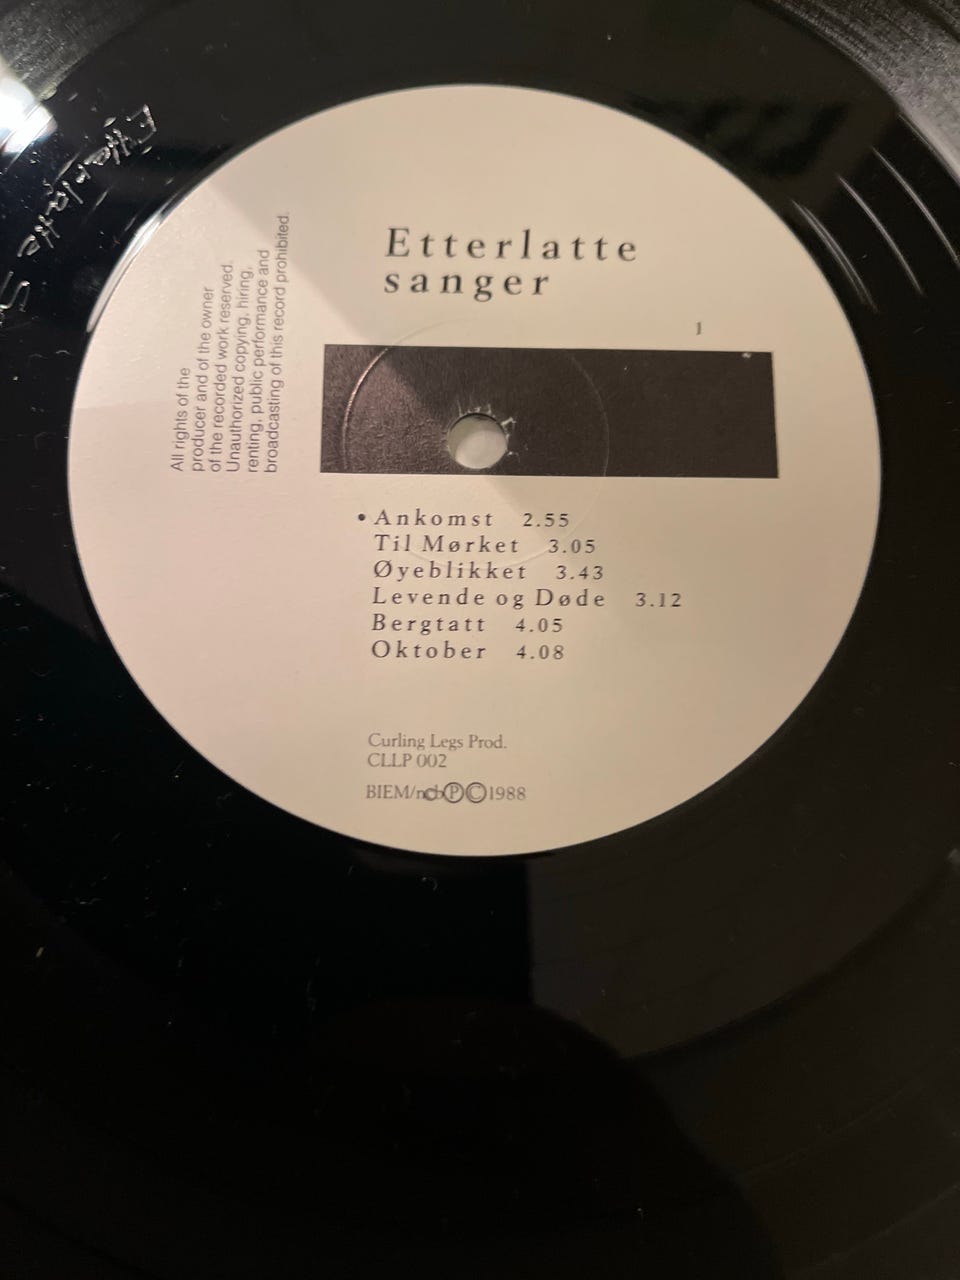 Etterlatte
sanger
1
All rights of the
producer and of the owner
of the recorded work reserved.
Unauthorized copying, hiring,
renting, public performance and
broadcasting of this record prohibited.
• Ankomst 2.55
Til Mørket 3.05
Øyeblikket 3.43
Levende og Døde 3.12
Bergtatt 4.05
Oktober 4.08
Curling Legs Prod.
CLLP 002
BIEM/ncb ⓅⒸ1988
Etterlatte